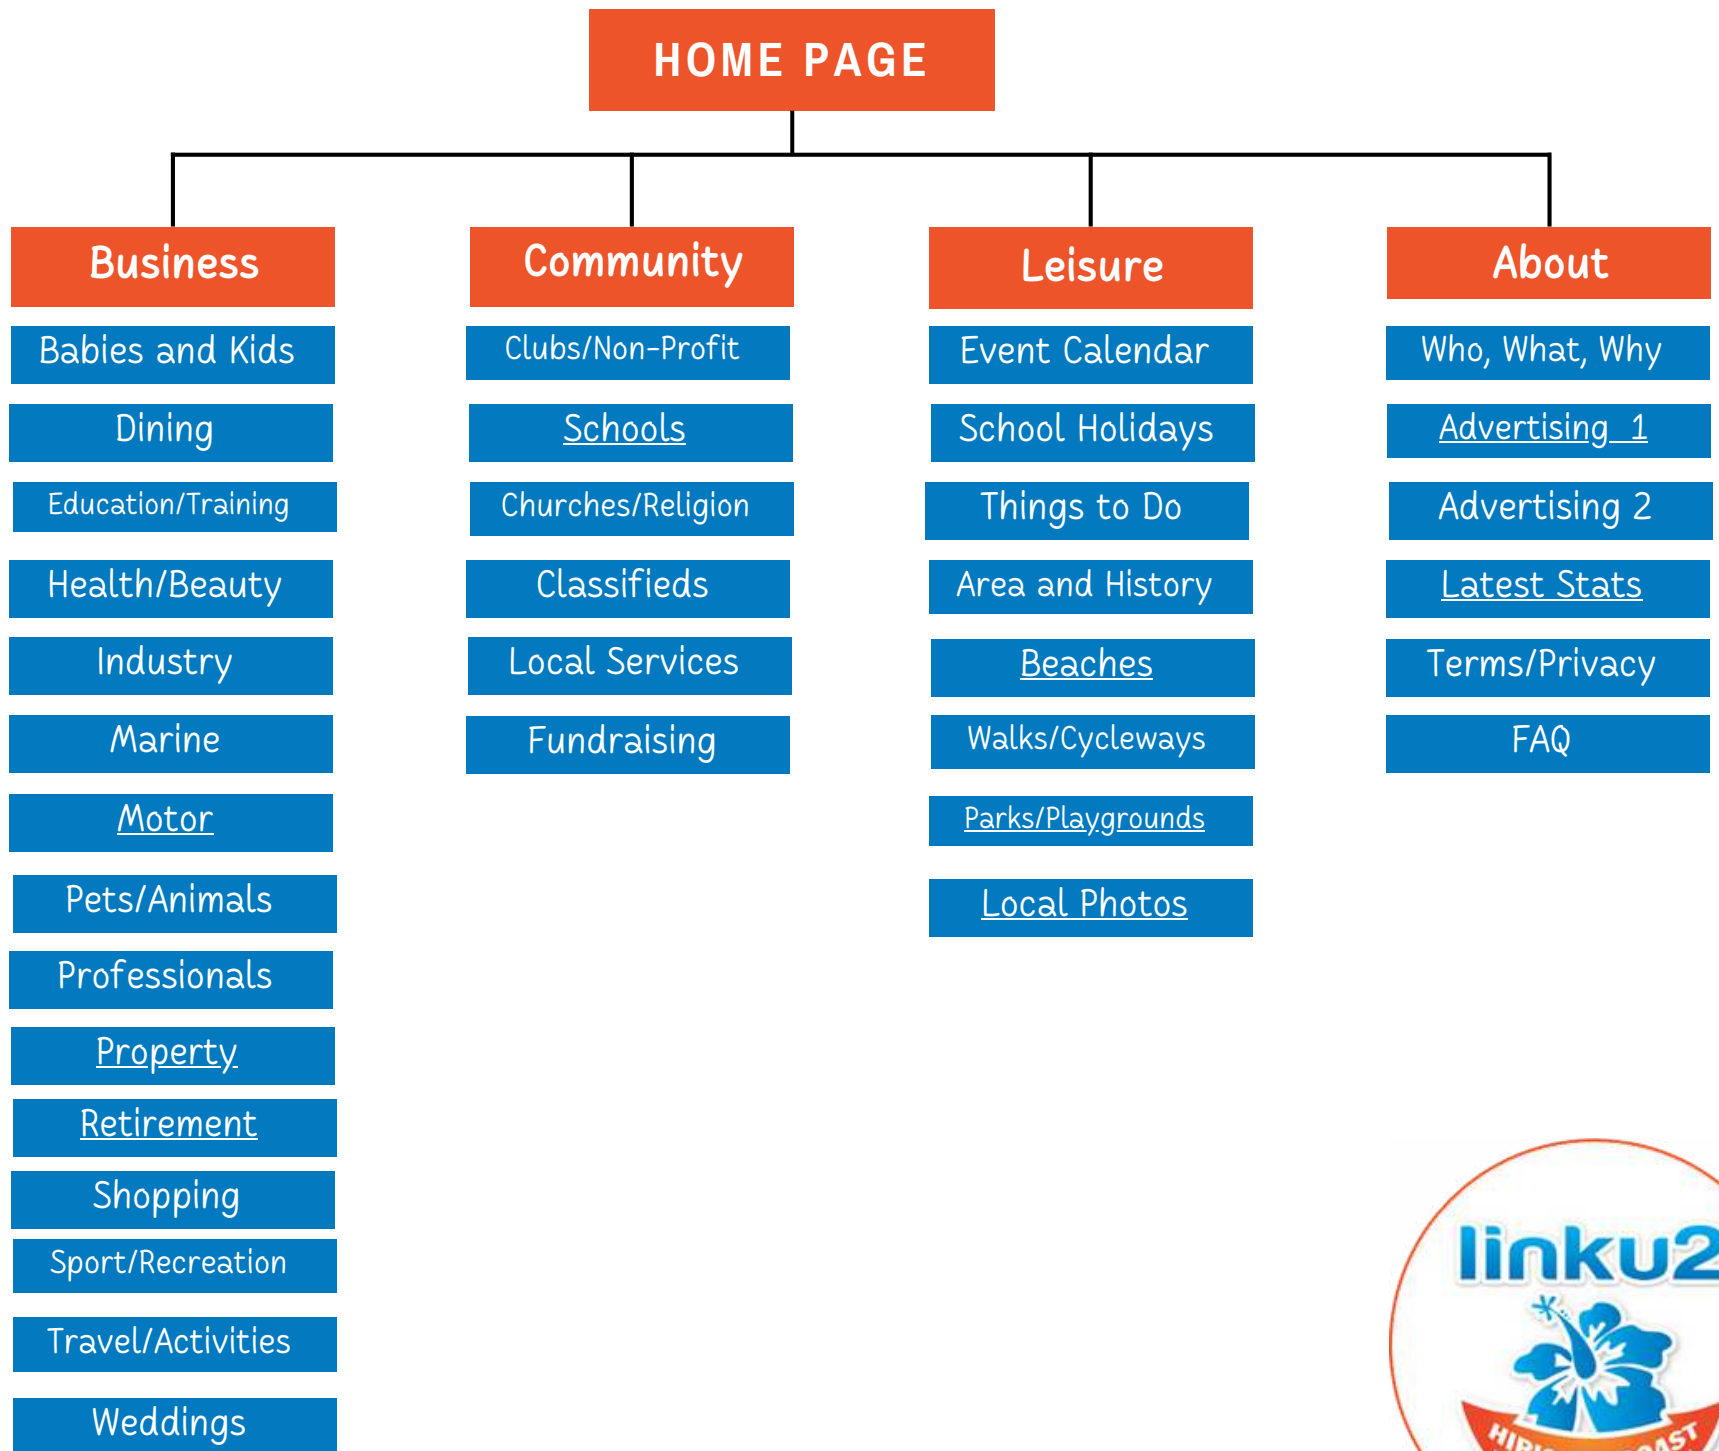 HOME PAGE
Business
Babies and Kids
Dining
Education/Training
Health/Beauty
Industry
Marine
Motor
Pets/Animals
Professionals
Property
Retirement
Shopping
Sport/Recreation
Travel/Activities
Weddings
Community
Clubs/Non-Profit
Schools
Churches/Religion
Classifieds
Local Services
Fundraising
Leisure
Event Calendar
School Holidays
Things to Do
Area and History
Beaches
Walks/Cycleways
Parks/Playgrounds
Local Photos
About
Who, What, Why
Advertising 1
Advertising 2
Latest Stats
Terms/Privacy
FAQ
linku2